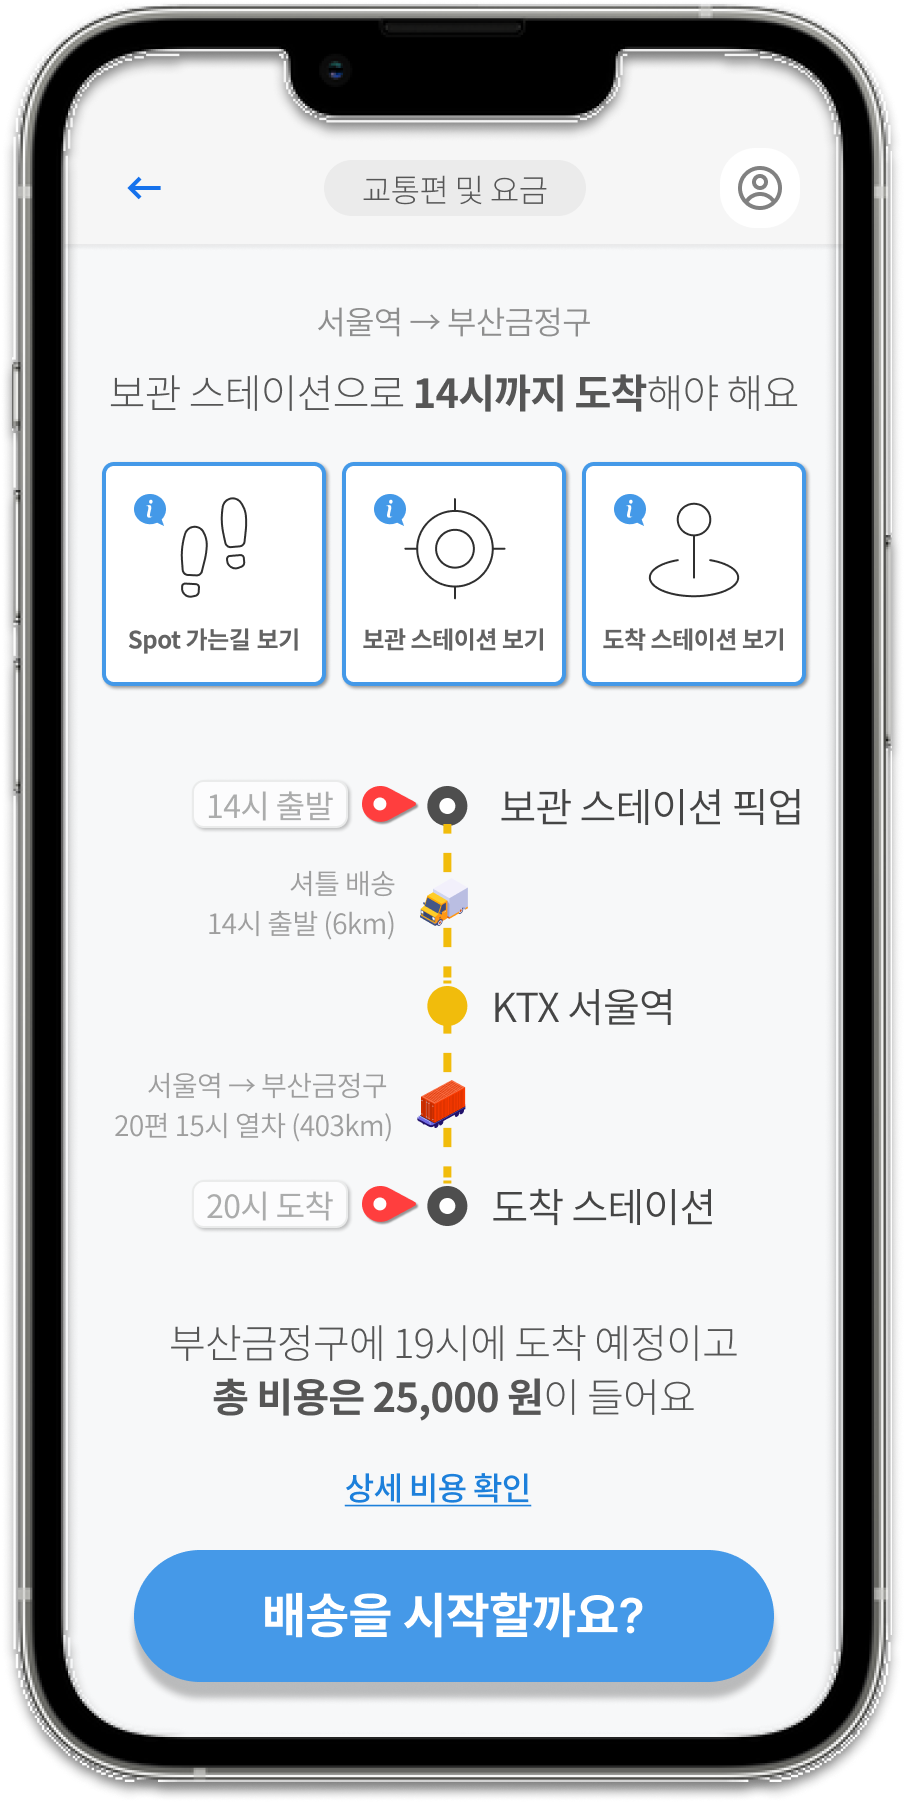 교통편 및 요금
서울역 → 부산금정구
보관 스테이션으로 14시까지 도착해야 해요
i
i
i
Spot 가는길 보기
보관 스테이션 보기
도착 스테이션 보기
14시 출발
보관 스테이션 픽업
셔틀 배송
14시 출발 (6km)
KTX 서울역
서울역 → 부산금정구
20편 15시 열차 (403km)
20시 도착
도착 스테이션
부산금정구에 19시에 도착 예정이고
총 비용은 25,000 원이 들어요
상세 비용 확인
배송을 시작할까요?